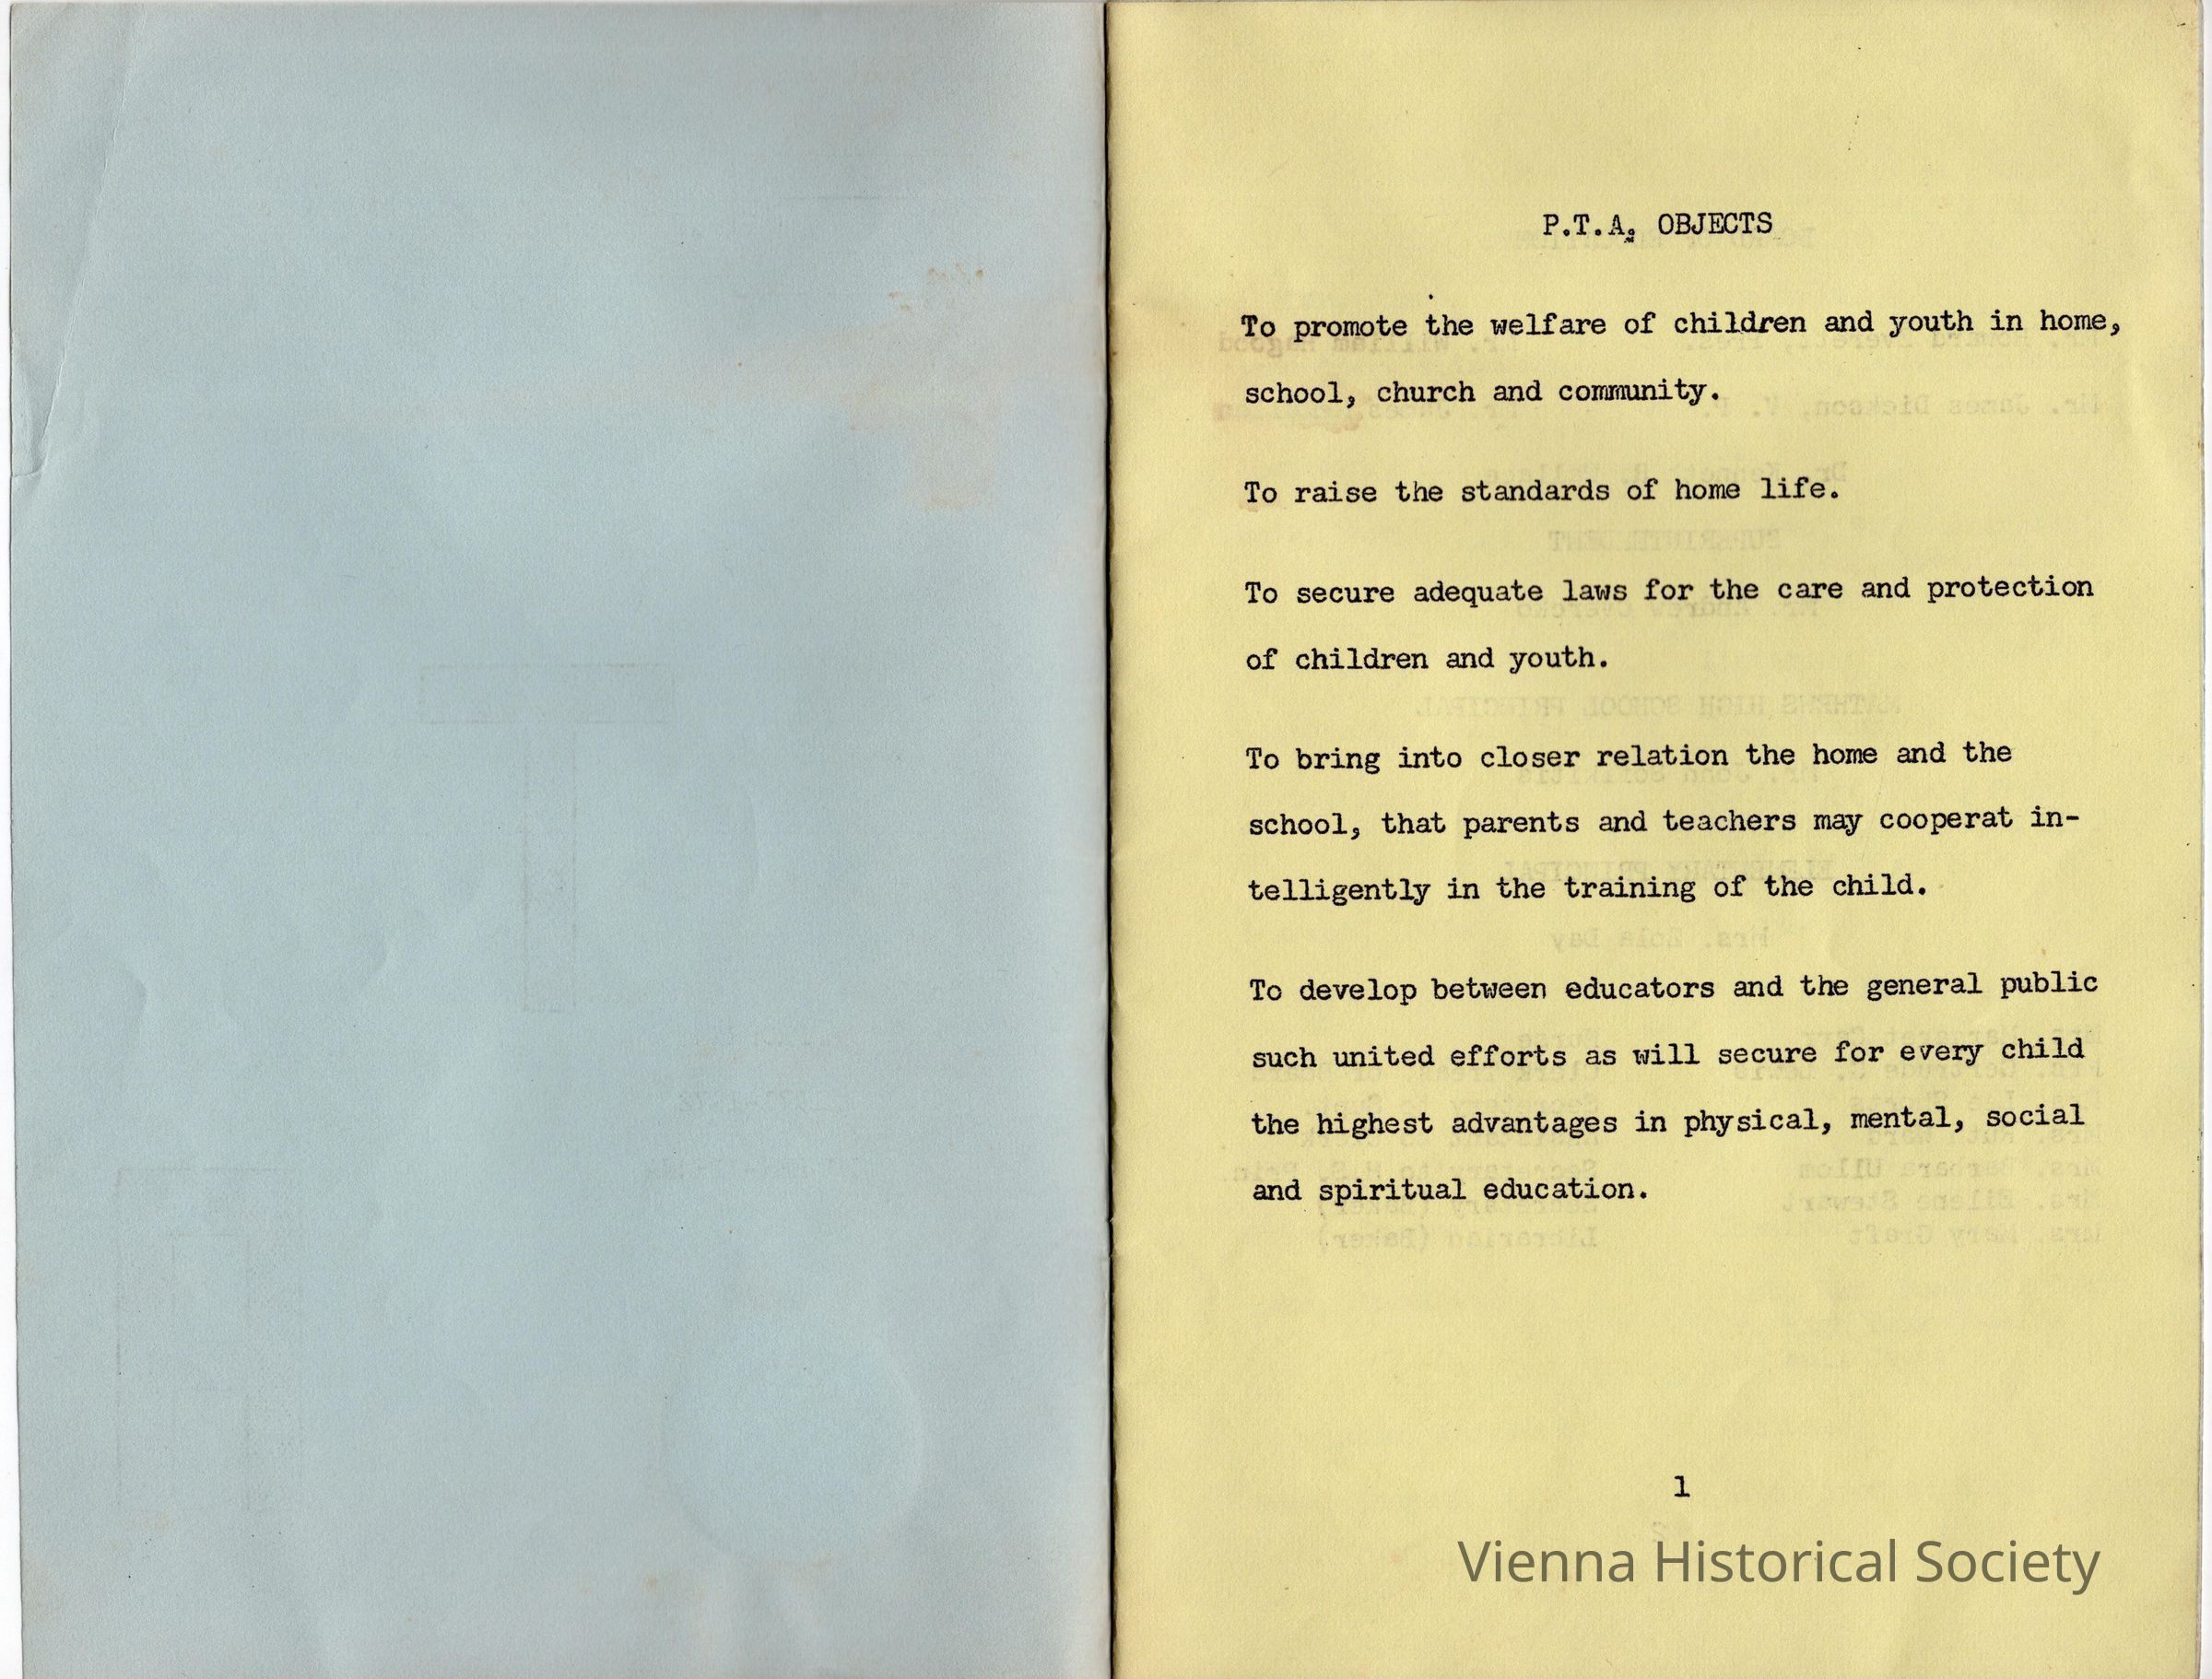 P.T.A. OBJECTS
To promote the welfare of children and youth in home,
school, church and community.
To raise the standards of home life.
To secure adequate laws for the care and protection
of children and youth.
To bring into closer relation the home and the
school, that parents and teachers may cooperat in-
telligently in the training of the child.
To develop between educators and the general public
such united efforts as will secure for every child
the highest advantages in physical, mental, social
and spiritual education.
1
Vienna Historical Society